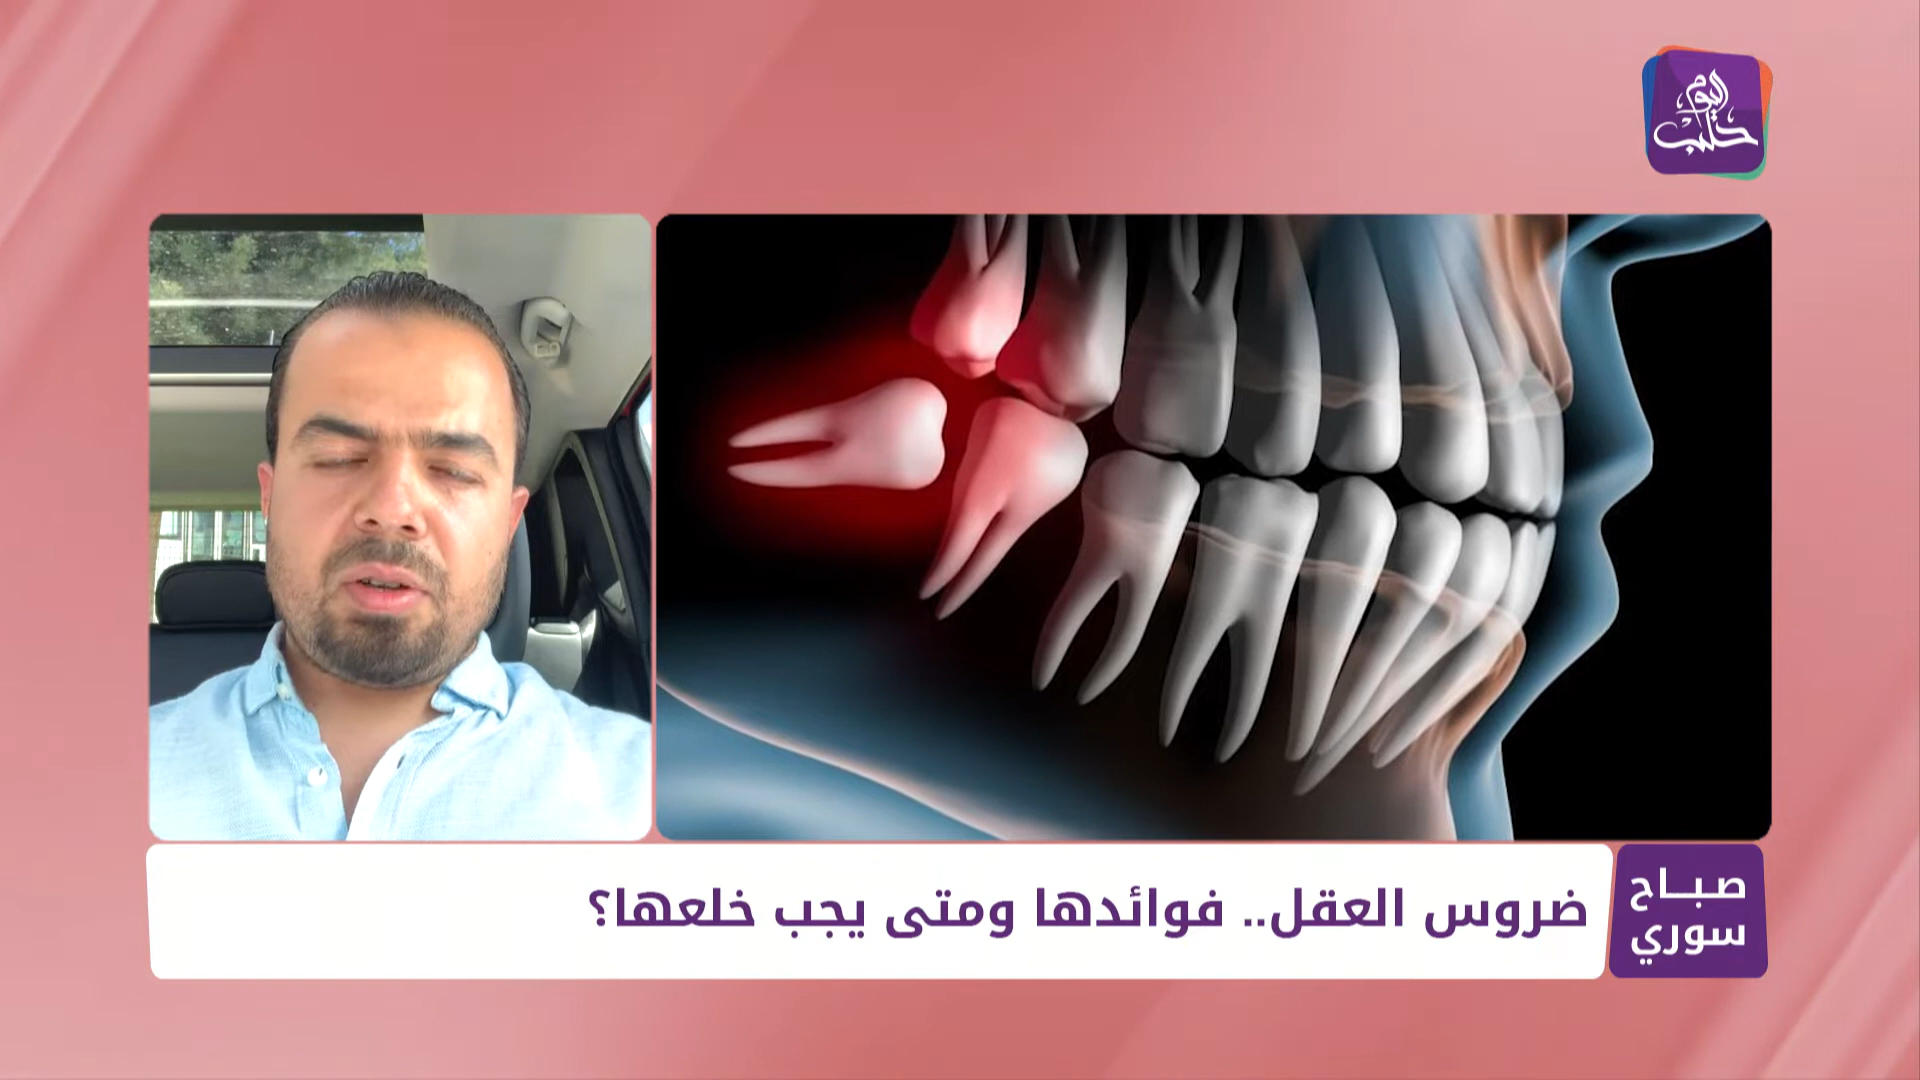 حلب
اليوم
ضروس العقل.. فوائدها ومتى يجب خلعها؟
صباح
سوري